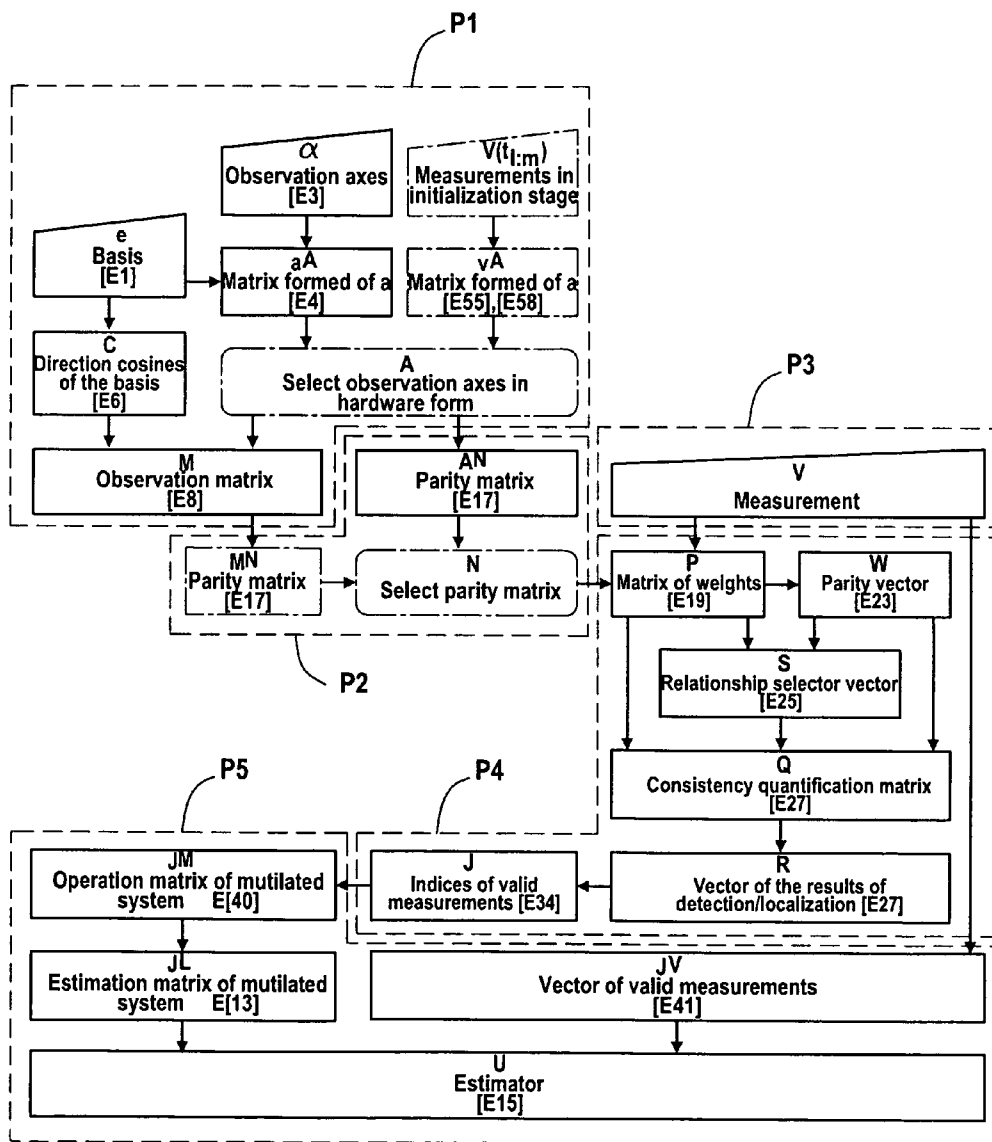 P1
α
Observation axes
[E3]
V(t1:m)
Measurements in
initialization stage
e
Basis
[E1]
aA
Matrix formed of a
[E4]
vA
Matrix formed of a
[E55],[E58]
C
Direction cosines
of the basis
[E6]
A
Select observation axes in
hardware form
P3
M
Observation matrix
[E8]
AN
Parity matrix
[E17]
V
Measurement
MN
Parity matrix
[E17]
N
Select parity matrix
P
Matrix of weights
[E19]
W
Parity vector
[E23]
P2
S
Relationship selector vector
[E25]
Q
Consistency quantification matrix
[E27]
P5
P4
JM
Operation matrix of mutilated
system E[40]
J
Indices of valid
measurements [E34]
R
Vector of the results of
detection/localization [E27]
JL
Estimation matrix of mutilated
system E[13]
JV
Vector of valid measurements
[E41]
U
Estimator
[E15]